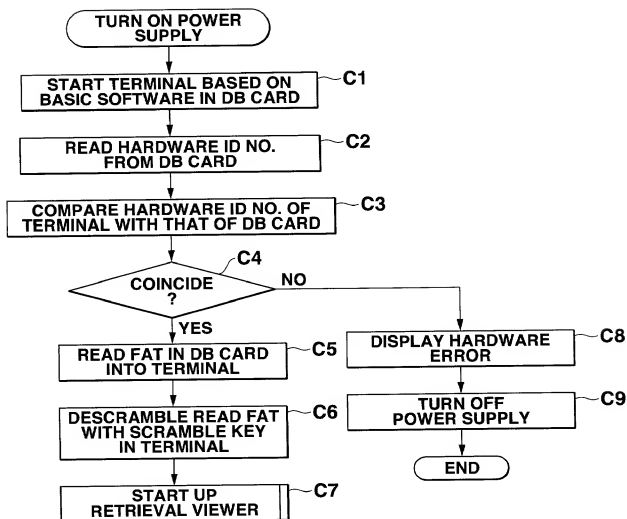 TURN ON POWER
SUPPLY
START TERMINAL BASED ON
BASIC SOFTWARE IN DB CARD
C1
READ HARDWARE ID NO.
FROM DB CARD
C2
COMPARE HARDWARE ID NO. OF
TERMINAL WITH THAT OF DB CARD
C3
C4
COINCIDE
?
NO
YES
READ FAT IN DB CARD
INTO TERMINAL
C5
DESCRAMBLE READ FAT
WITH SCRAMBLE KEY
IN TERMINAL
C6
START UP
RETRIEVAL VIEWER
C7
DISPLAY HARDWARE
ERROR
C8
TURN OFF
POWER SUPPLY
C9
END